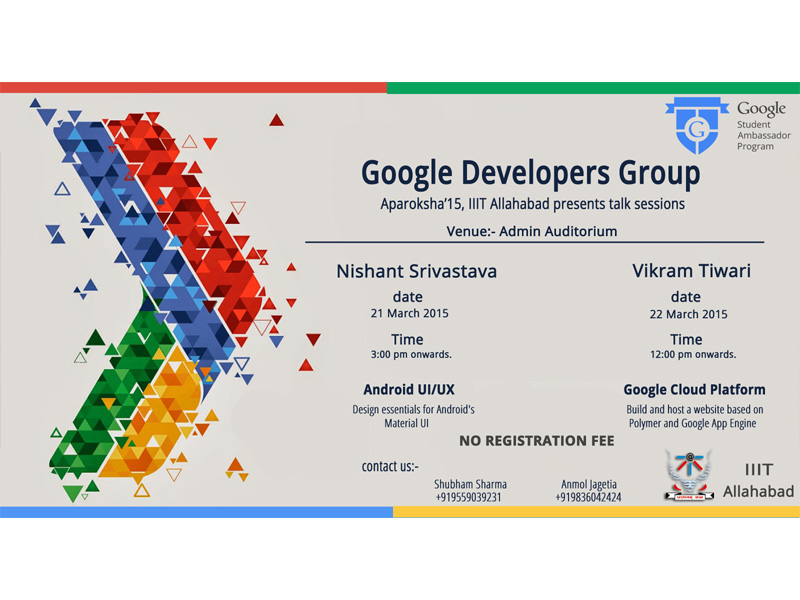 Google
Student
Ambassador
Program
G
Google Developers Group
Aparoksha'15, IIIT Allahabad presents talk sessions
Venue:- Admin Auditorium
Nishant Srivastava
date
21 March 2015
Time
3:00 pm onwards.
Android UI/UX
Design essentials for Android's
Material UI
Vikram Tiwari
date
22 March 2015
Time
12:00 pm onwards.
Google Cloud Platform
Build and host a website based on
Polymer and Google App Engine
NO REGISTRATION FEE
contact us:-
Shubham Sharma
+919559039231
Anmol Jagetia
+919836042424
IIIT
Allahabad